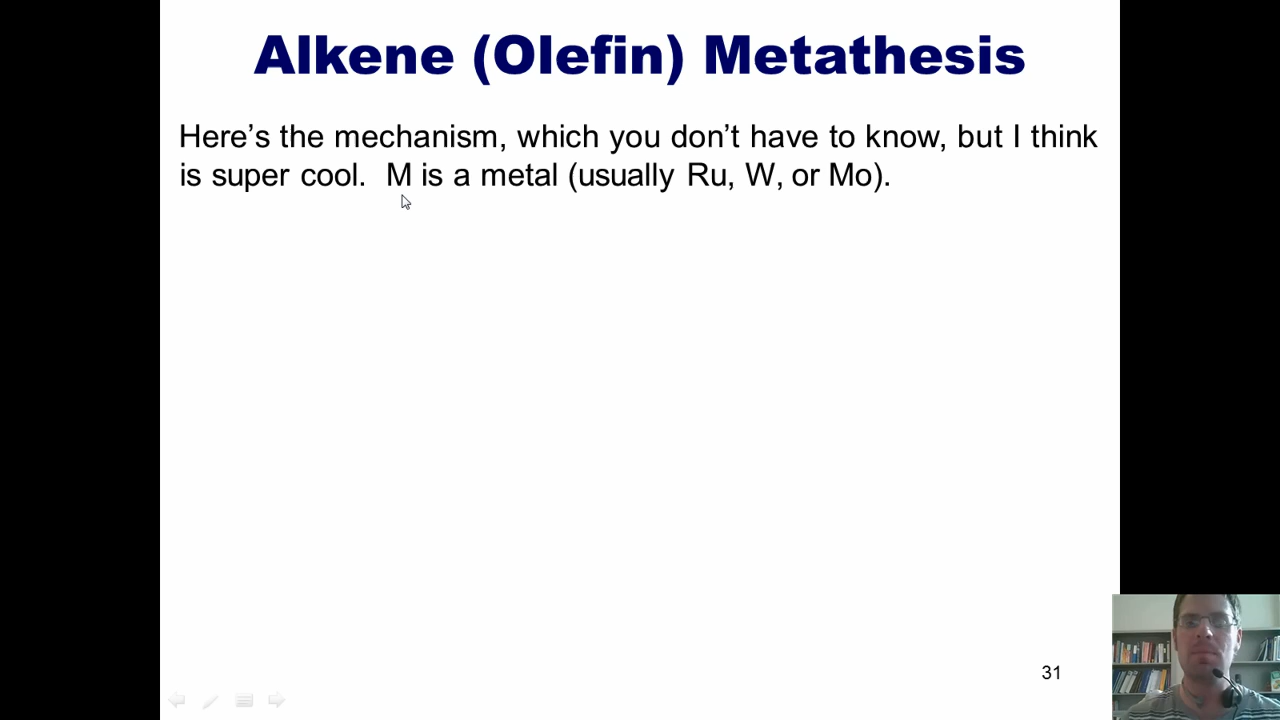 Alkene (Olefin) Metathesis
Here’s the mechanism, which you don’t have to know, but I think
is super cool.  M is a metal (usually Ru, W, or Mo).
31